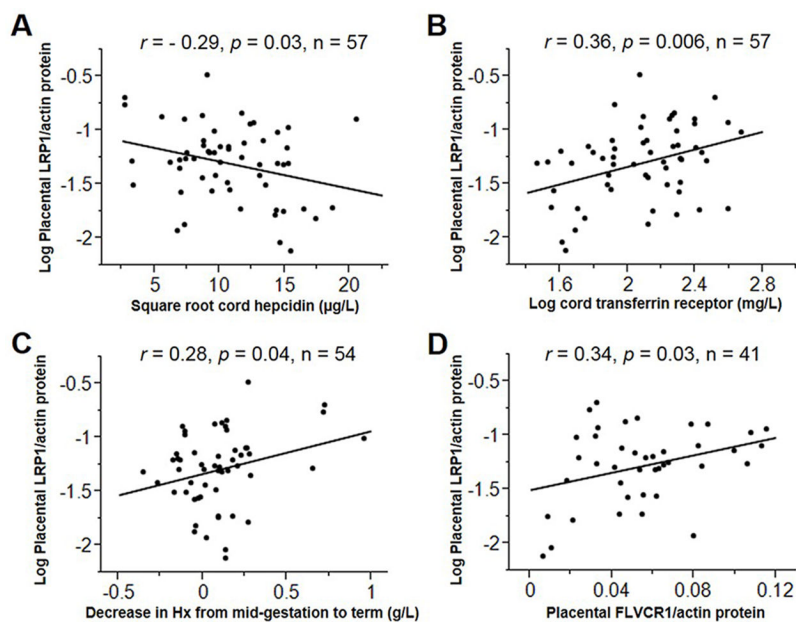 A
r = - 0.29, p = 0.03, n = 57
Log Placental LRP1/actin protein
-0.5
-1
-1.5
-2
5
10
15
20
Square root cord hepcidin (µg/L)
B
r = 0.36, p = 0.006, n = 57
Log Placental LRP1/actin protein
-0.5
-1
-1.5
-2
1.6
2
2.4
2.8
Log cord transferrin receptor (mg/L)
C
r = 0.28, p = 0.04, n = 54
Log Placental LRP1/actin protein
-0.5
-1
-1.5
-2
-0.5
0
0.5
1
Decrease in Hx from mid-gestation to term (g/L)
D
r = 0.34, p = 0.03, n = 41
Log Placental LRP1/actin protein
-0.5
-1
-1.5
-2
0
0.04
0.08
0.12
Placental FLVCR1/actin protein